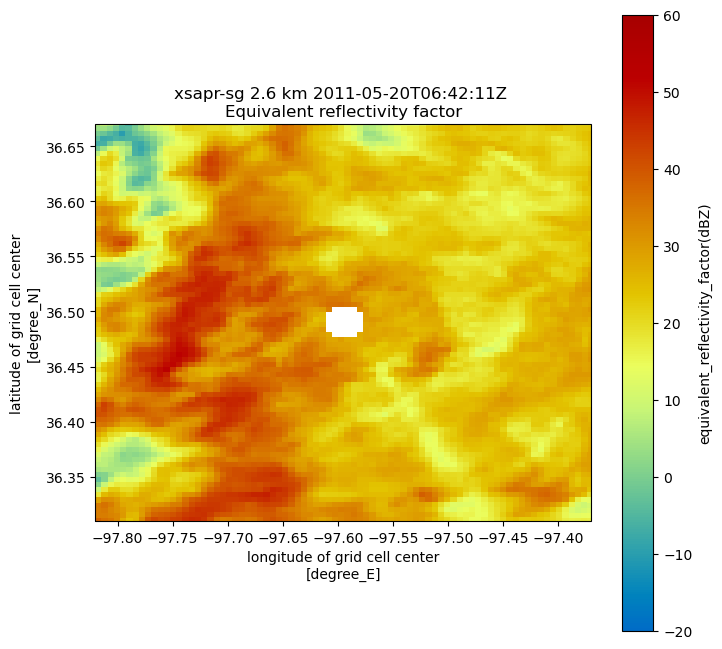 xsapr-sg 2.6 km 2011-05-20T06:42:11Z
Equivalent reflectivity factor
36.65
36.60
36.55
36.50
36.45
36.40
36.35
latitude of grid cell center
[degree_N]
−97.80 −97.75 −97.70 −97.65 −97.60 −97.55 −97.50 −97.45 −97.40
longitude of grid cell center
[degree_E]
60
50
40
30
20
10
0
−10
−20
equivalent_reflectivity_factor(dBZ)